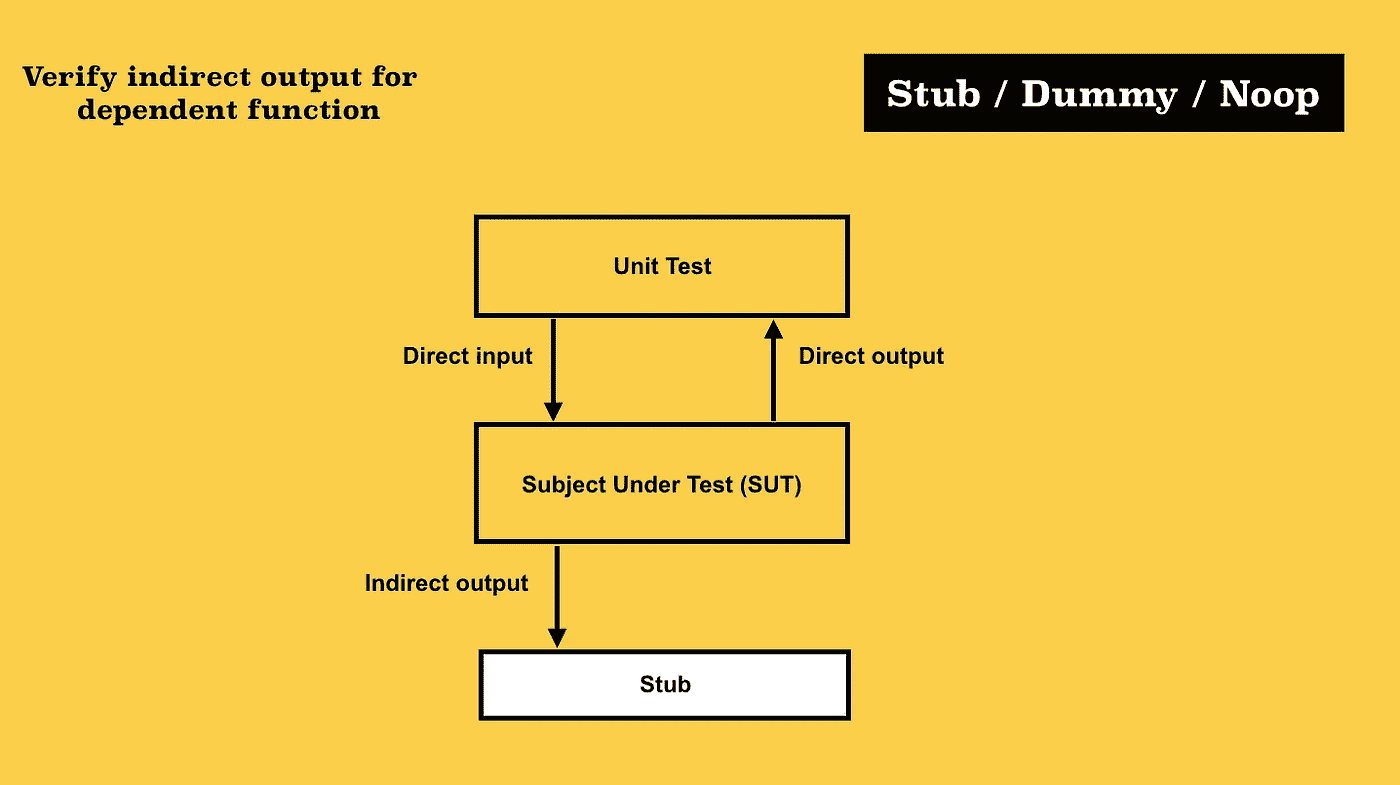 Verify indirect output for
dependent function
Stub / Dummy / Noop
Unit Test
Direct input
Direct output
Subject Under Test (SUT)
Indirect output
Stub